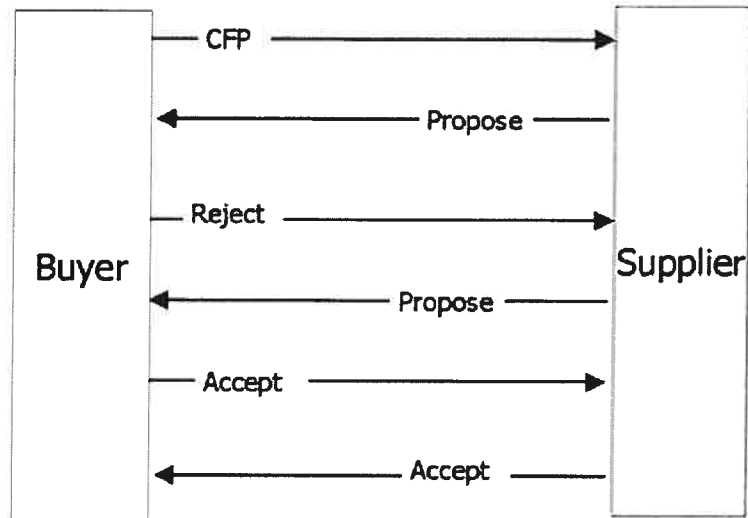 CFP
Propose
Reject
Buyer
Supplier
Propose
Accept
Accept